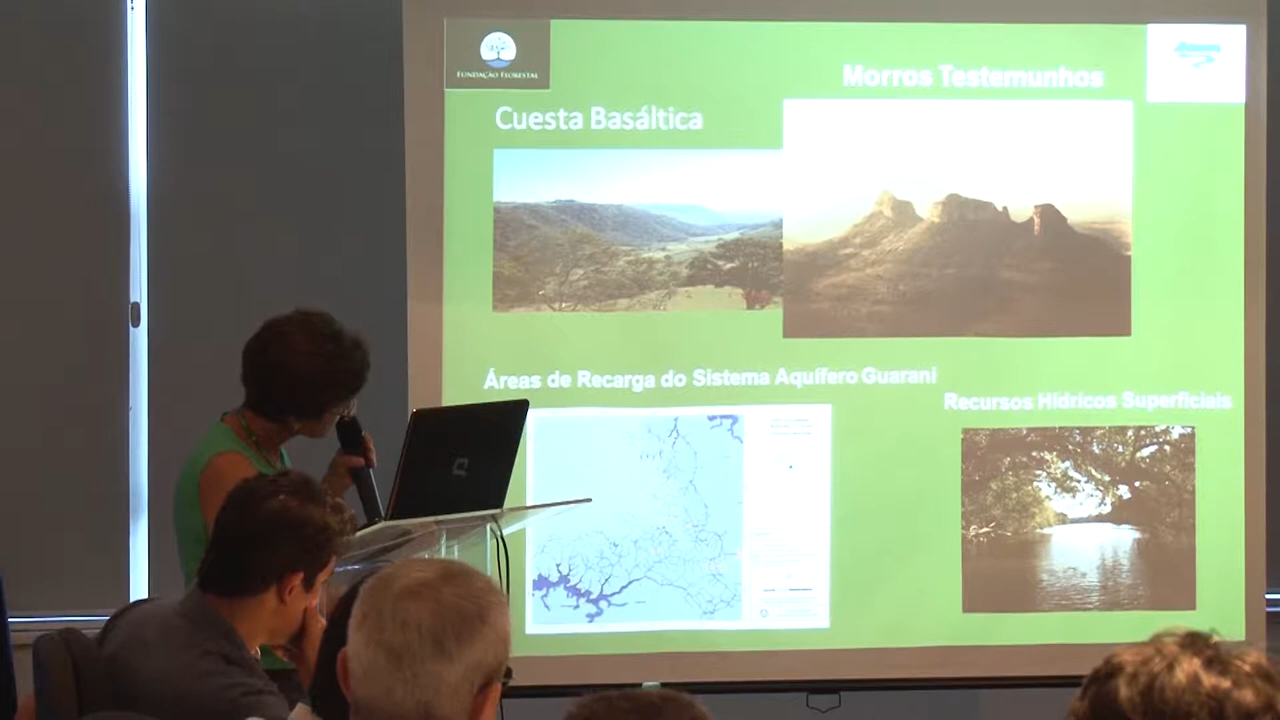 FUNDAÇÃO FLORESTAL
Morros Testemunhos
Cuesta Basáltica
Áreas de Recarga do Sistema Aquífero Guarani
Recursos Hídricos Superficiais